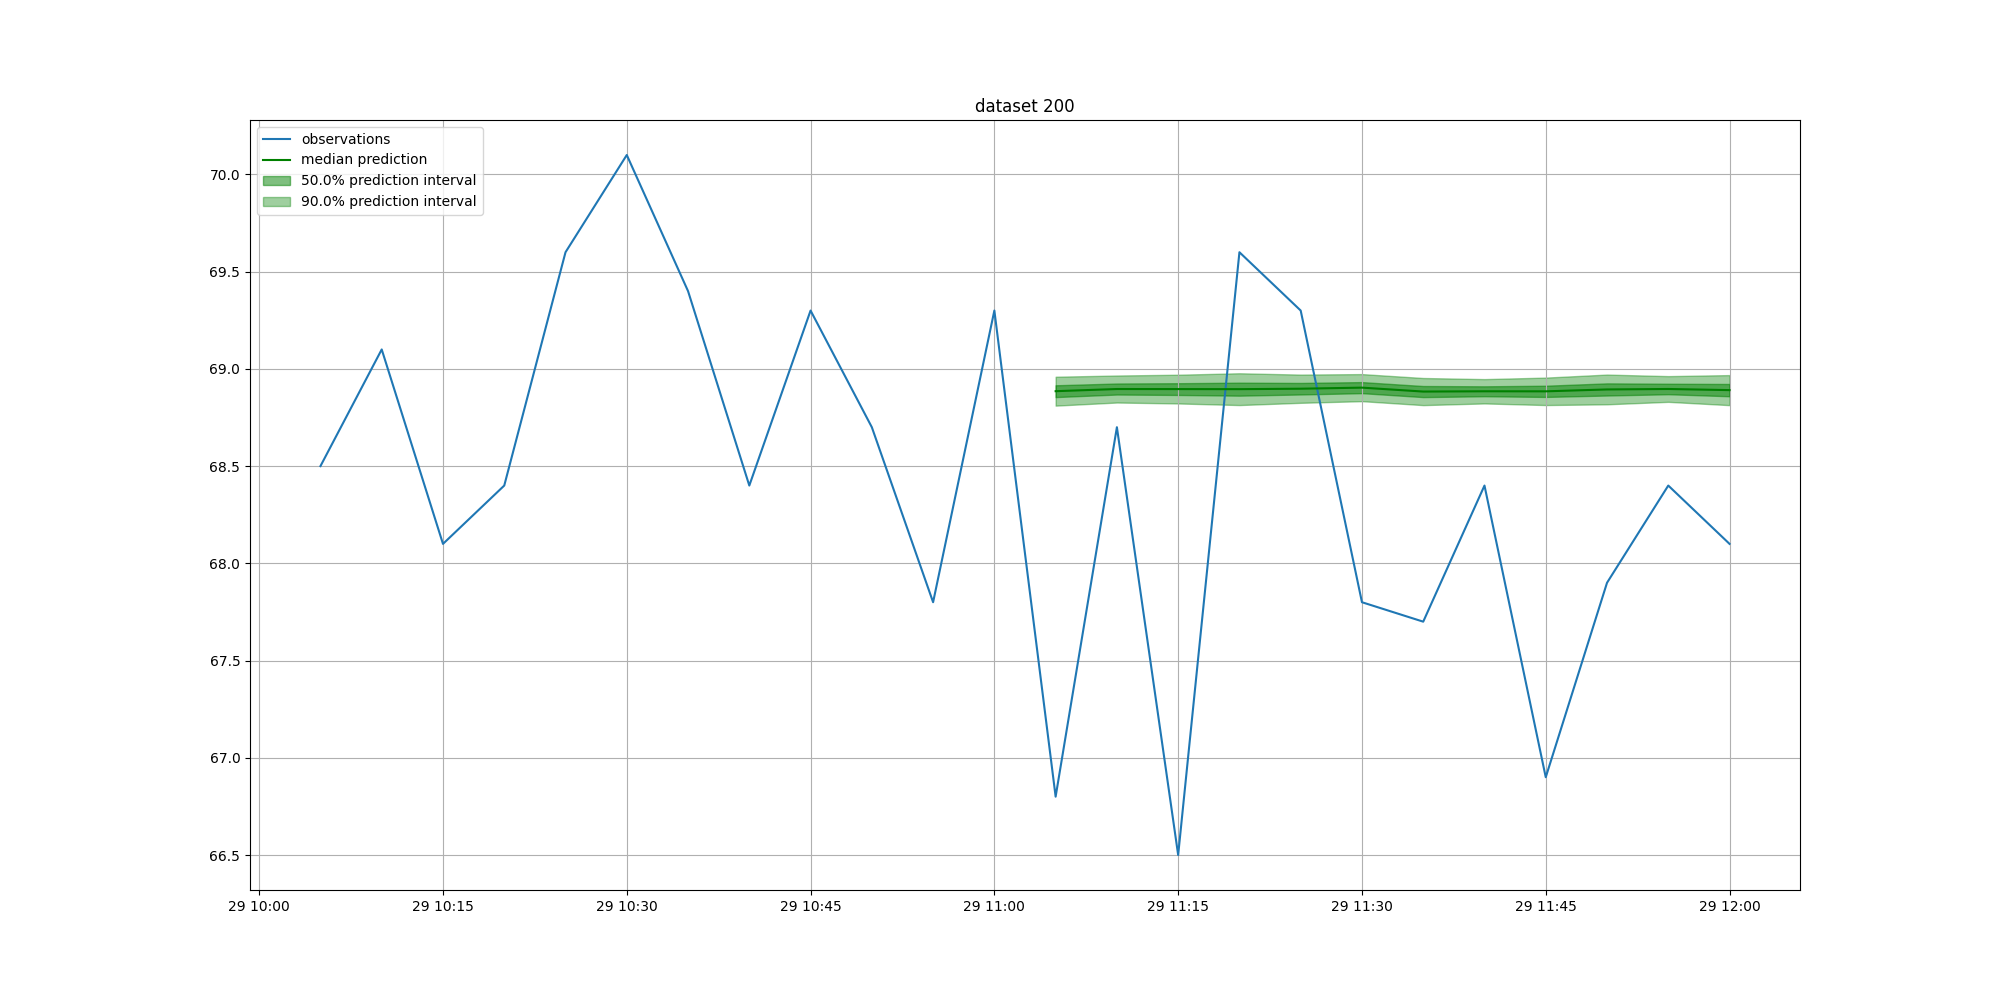 dataset 200
observations
median prediction
50.0% prediction interval
90.0% prediction interval
70.0
69.5
69.0
68.5
68.0
67.5
67.0
66.5
29 10:00 29 10:15 29 10:30 29 10:45 29 11:00 29 11:15 29 11:30 29 11:45 29 12:00